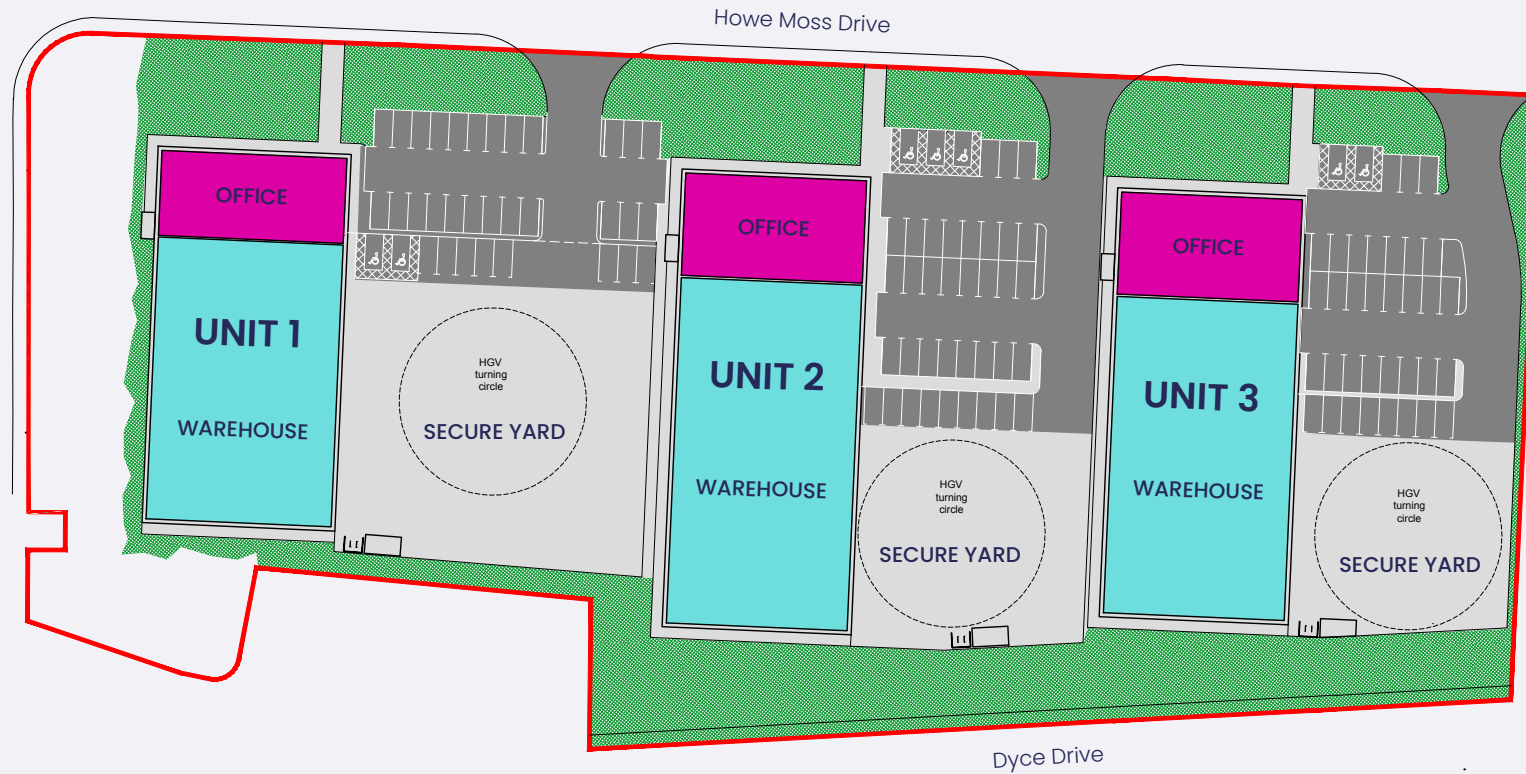 Howe Moss Drive
OFFICE
UNIT 1
WAREHOUSE
HGV
turning
circle
SECURE YARD
OFFICE
UNIT 2
WAREHOUSE
HGV
turning
circle
SECURE YARD
OFFICE
UNIT 3
WAREHOUSE
HGV
turning
circle
SECURE YARD
Dyce Drive